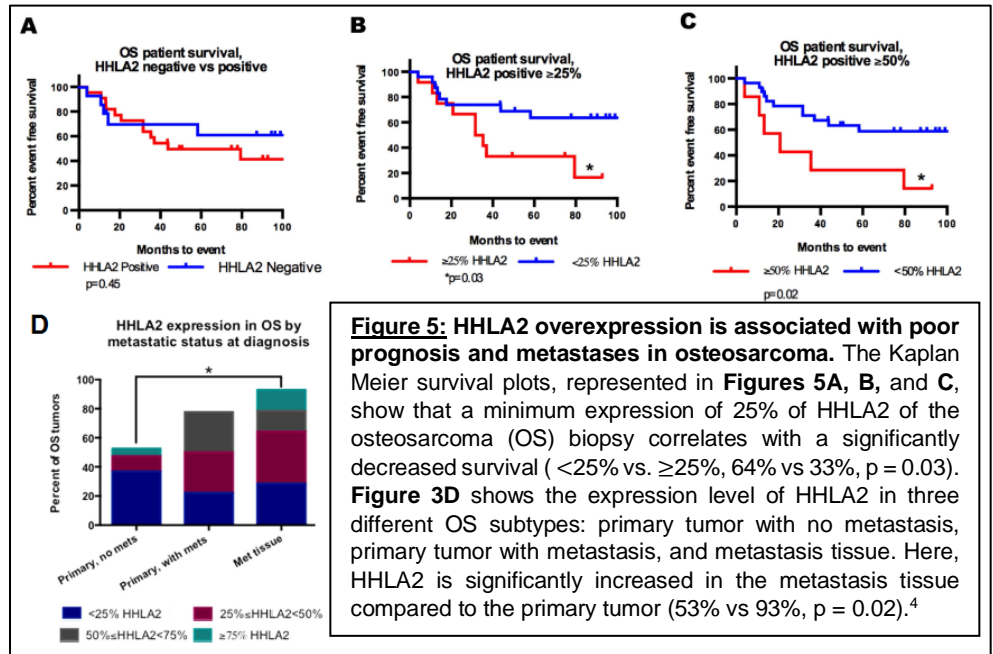 A
OS patient survival,
HHLA2 negative vs positive
Percent event free survival
100
80
60
40
20
0
0 20 40 60 80 100
Months to event
HHLA2 Positive HHLA2 Negative
p=0.45
B
OS patient survival,
HHLA2 positive ≥25%
Percent event free survival
100
80
60
40
20
0
*
0 20 40 60 80 100
Months to event
≥25% HHLA2 <25% HHLA2
*p=0.03
C
OS patient survival,
HHLA2 positive ≥50%
Percent event free survival
100
80
60
40
20
0
*
0 20 40 60 80 100
Months to event
≥50% HHLA2 <50% HHLA2
p=0.02
D
HHLA2 expression in OS by
metastatic status at diagnosis
Percent of OS tumors
100
80
60
40
20
0
*
Primary, no mets
Primary, with mets
Met tissue
<25% HHLA2 25%≤HHLA2<50%
50%≤HHLA2<75% ≥75% HHLA2
Figure 5: HHLA2 overexpression is associated with poor
prognosis and metastases in osteosarcoma. The Kaplan
Meier survival plots, represented in Figures 5A, B, and C,
show that a minimum expression of 25% of HHLA2 of the
osteosarcoma (OS) biopsy correlates with a significantly
decreased survival ( <25% vs. ≥25%, 64% vs 33%, p = 0.03).
Figure 3D shows the expression level of HHLA2 in three
different OS subtypes: primary tumor with no metastasis,
primary tumor with metastasis, and metastasis tissue. Here,
HHLA2 is significantly increased in the metastasis tissue
compared to the primary tumor (53% vs 93%, p = 0.02).⁴